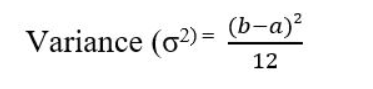 Variance (σ²) = (b−a)²/12